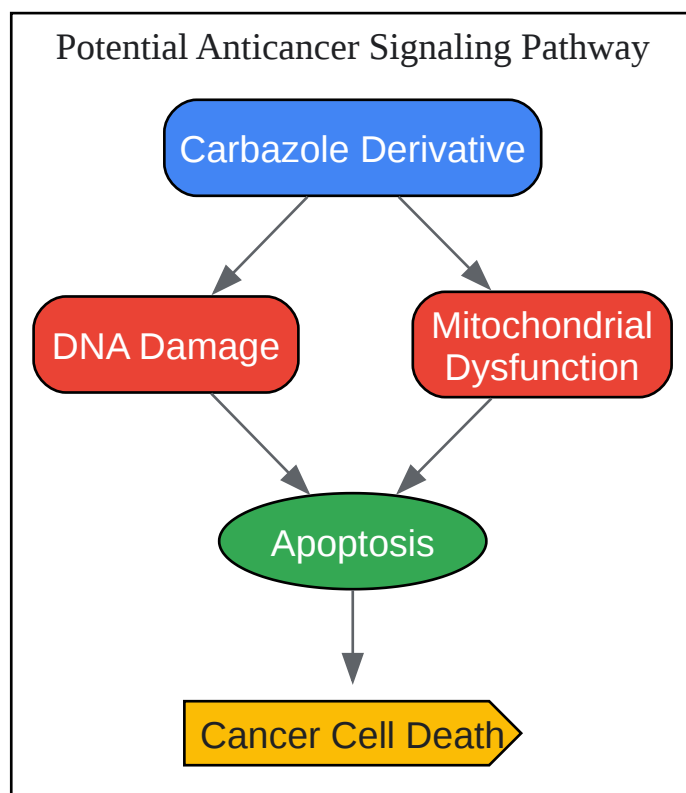 Potential Anticancer Signaling Pathway
Carbazole Derivative
DNA Damage
Mitochondrial
Dysfunction
Apoptosis
Cancer Cell Death